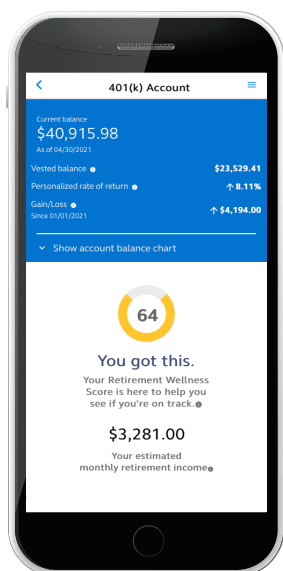 401(k) Account
Current balance
$40,915.98
As of 04/30/2021
Vested balance
$23,529.41
Personalized rate of return
↑ 8.11%
Gain/Loss
Since 01/01/2021
↑ $4,194.00
Show account balance chart
64
You got this.
Your Retirement Wellness
Score is here to help you
see if you're on track.
$3,281.00
Your estimated
monthly retirement income